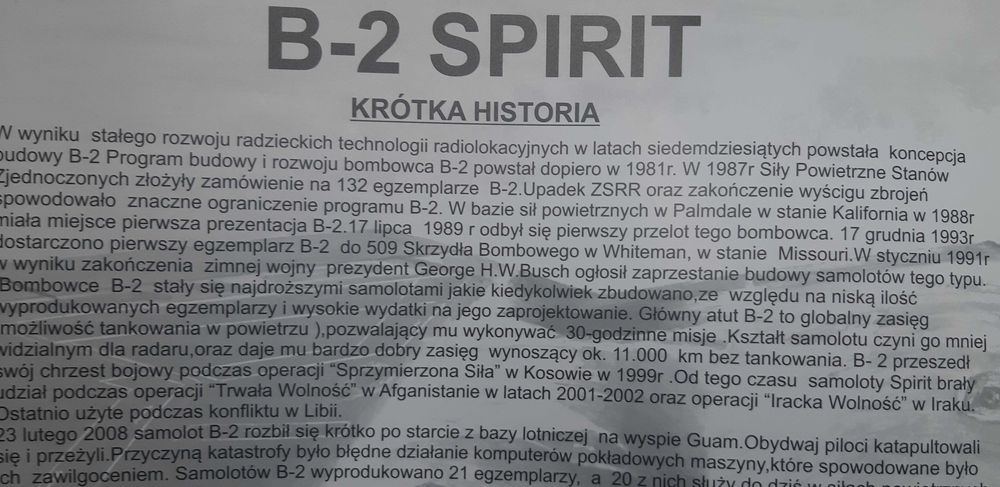 B-2 SPIRIT
KRÓTKA HISTORIA
W wyniku stałego rozwoju radzieckich technologii radiolokacyjnych w latach siedemdziesiątych powstała koncepcja
budowy B-2 Program budowy i rozwoju bombowca B-2 powstał dopiero w 1981r. W 1987r Siły Powietrzne Stanów
Zjednoczonych złożyły zamówienie na 132 egzemplarze B-2.Upadek ZSRR oraz zakończenie wyścigu zbrojeń
spowodowało znaczne ograniczenie programu B-2. W bazie sił powietrznych w Palmdale w stanie Kalifornia w 1988r
miała miejsce pierwsza prezentacja B-2.17 lipca 1989 r odbył się pierwszy przelot tego bombowca. 17 grudnia 1993r
dostarczono pierwszy egzemplarz B-2 do 509 Skrzydła Bombowego w Whiteman, w stanie Missouri.W styczniu 1991r
w wyniku zakończenia zimnej wojny prezydent George H.W.Busch ogłosił zaprzestanie budowy samolotów tego typu.
Bombowce B-2 stały się najdroższymi samolotami jakie kiedykolwiek zbudowano,ze względu na niską ilość
wyprodukowanych egzemplarzy i wysokie wydatki na jego zaprojektowanie. Główny atut B-2 to globalny zasięg
(możliwość tankowania w powietrzu ),pozwalający mu wykonywać 30-godzinne misje .Kształt samolotu czyni go mniej
widzialnym dla radaru,oraz daje mu bardzo dobry zasięg wynoszący ok. 11.000 km bez tankowania. B- 2 przeszedł
swój chrzest bojowy podczas operacji “Sprzymierzona Siła” w Kosowie w 1999r .Od tego czasu samoloty Spirit brały
udział podczas operacji “Trwała Wolność” w Afganistanie w latach 2001-2002 oraz operacji “Iracka Wolność” w Iraku.
Ostatnio użyte podczas konfliktu w Libii.
23 lutego 2008 samolot B-2 rozbił się krótko po starcie z bazy lotniczej na wyspie Guam.Obydwaj piloci katapultowali
się i przeżyli.Przyczyną katastrofy było błędne działanie komputerów pokładowych maszyny,które spowodowane było
ich zawilgoceniem. Samolotów B-2 wyprodukowano 21 egzemplarzy, a 20 z nich służy do dziś w siłach powietrznych